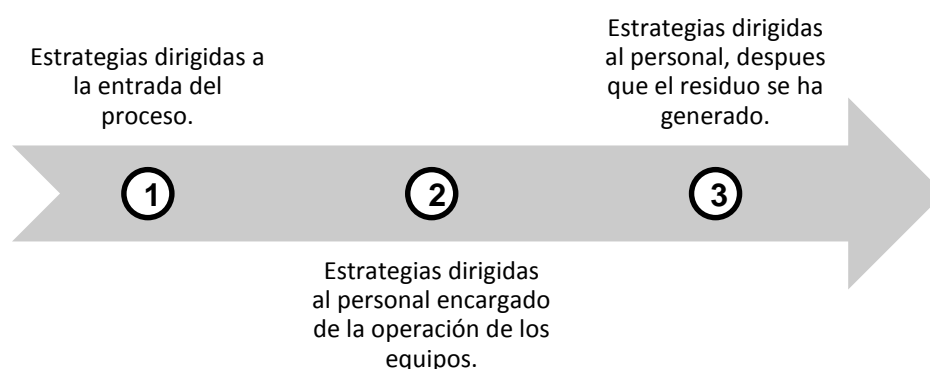 Estrategias dirigidas a
la entrada del
proceso.
Estrategias dirigidas
al personal, despues
que el residuo se ha
generado.
1
2
3
Estrategias dirigidas
al personal encargado
de la operación de los
equipos.